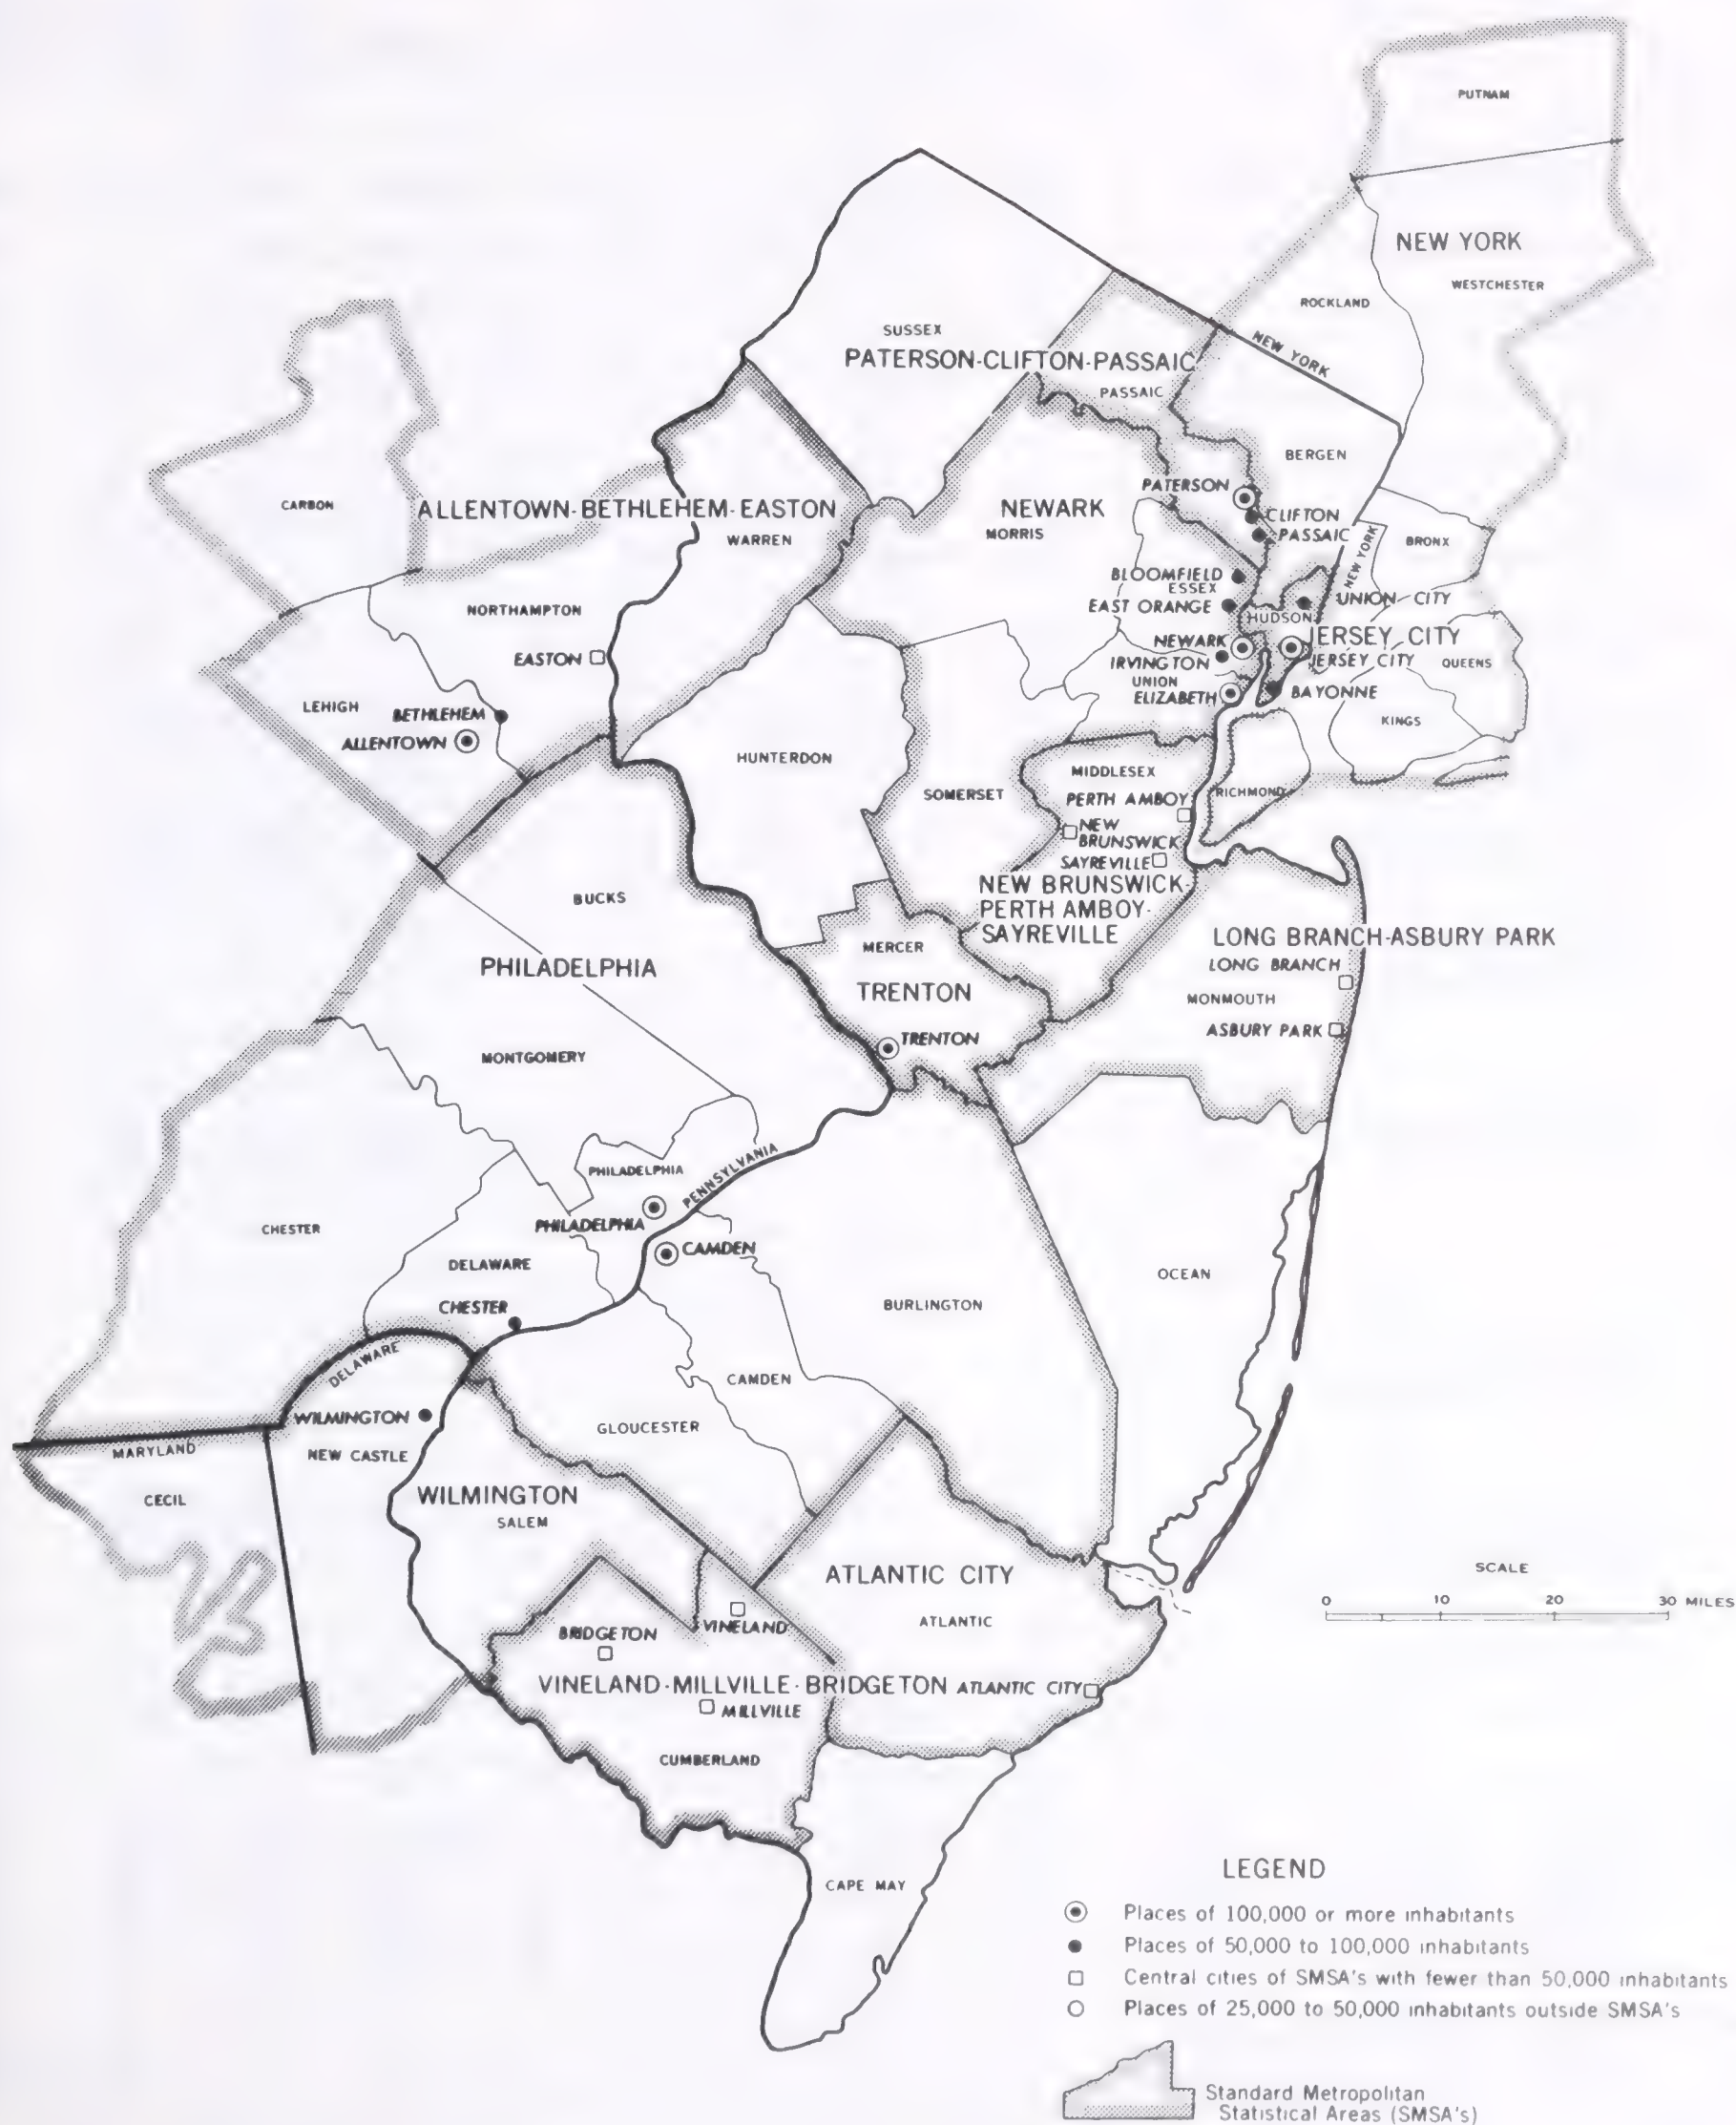 PUTNAM
NEW YORK
WESTCHESTER
ROCKLAND
SUSSEX
PATERSON-CLIFTON-PASSAIC
NEW YORK
PASSAIC
BERGEN
PATERSON
CARBON
ALLENTOWN-BETHLEHEM-EASTON
NEWARK
CLIFTON
MORRIS
PASSAIC
WARREN
NEW YORK
BRONX
BLOOMFIELD
ESSEX
EAST ORANGE
UNION CITY
NORTHAMPTON
HUDSON
JERSEY CITY
NEWARK
EASTON
IRVINGTON
JERSEY CITY
QUEENS
UNION
ELIZABETH
BAYONNE
LEHIGH
BETHLEHEM
KINGS
ALLENTOWN
HUNTERDON
MIDDLESEX
SOMERSET
PERTH AMBOY
RICHMOND
NEW
BRUNSWICK
SAYREVILLE
NEW BRUNSWICK-
PERTH AMBOY-
SAYREVILLE
BUCKS
LONG BRANCH-ASBURY PARK
MERCER
LONG BRANCH
PHILADELPHIA
TRENTON
MONMOUTH
ASBURY PARK
TRENTON
MONTGOMERY
PHILADELPHIA
PENNSYLVANIA
PHILADELPHIA
CHESTER
CAMDEN
DELAWARE
OCEAN
CHESTER
BURLINGTON
DELAWARE
CAMDEN
WILMINGTON
GLOUCESTER
MARYLAND
NEW CASTLE
CECIL
WILMINGTON
SALEM
ATLANTIC CITY
SCALE
0 10 20 30 MILES
ATLANTIC
VINELAND
BRIDGETON
VINELAND-MILLVILLE-BRIDGETON
ATLANTIC CITY
MILLVILLE
CUMBERLAND
CAPE MAY
LEGEND
Places of 100,000 or more inhabitants
Places of 50,000 to 100,000 inhabitants
Central cities of SMSA's with fewer than 50,000 inhabitants
Places of 25,000 to 50,000 inhabitants outside SMSA's
Standard Metropolitan
Statistical Areas (SMSA's)